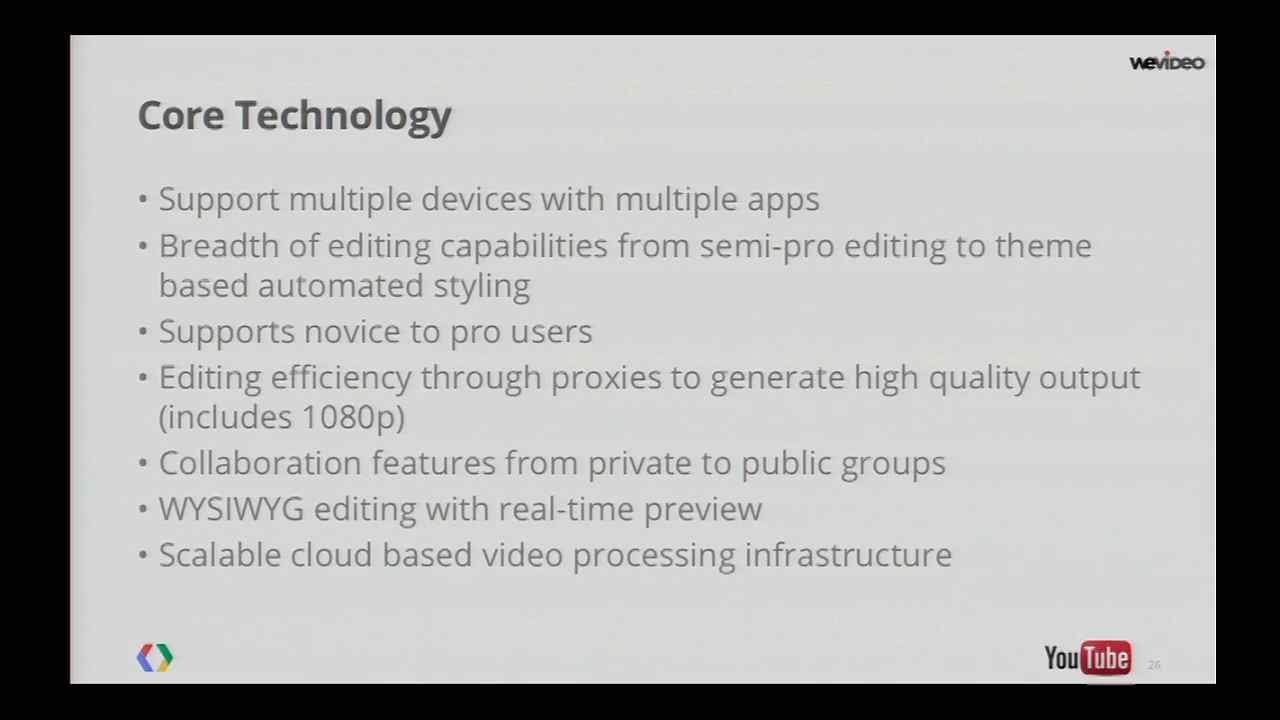 WEVIDEO
Core Technology
• Support multiple devices with multiple apps
• Breadth of editing capabilities from semi-pro editing to theme
based automated styling
• Supports novice to pro users
• Editing efficiency through proxies to generate high quality output
(includes 1080p)
• Collaboration features from private to public groups
• WYSIWYG editing with real-time preview
• Scalable cloud based video processing infrastructure
YouTube 26